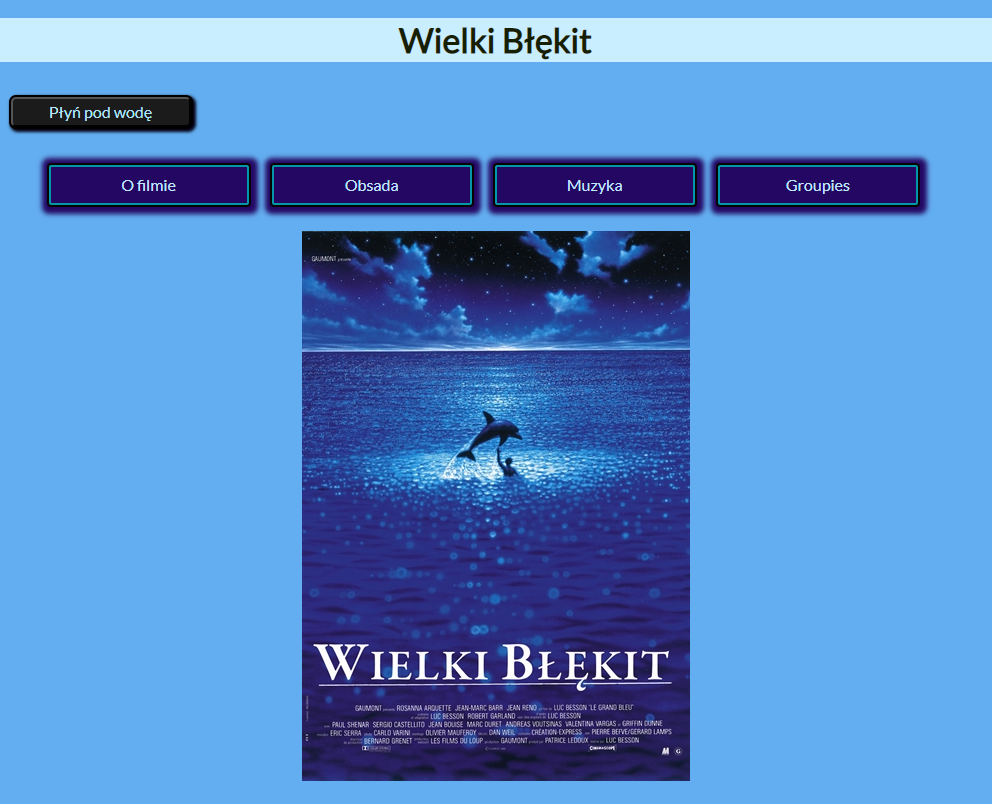 Wielki Błękit
Płyń pod wodę
O filmie
Obsada
Muzyka
Groupies
GAUMONT
WIELKI BŁĘKIT
GAUMONT ROSANNA ARQUETTE JEAN-MARC BARR JEAN RENO LUC BESSON "LE GRAND BLEU"
LUC BESSON ROBERT GARLAND LUC BESSON
PAUL SHENAR SERGIO CASTELLITO JEAN BOUISE MARC DURET ANDREAS VOUTSINAS VALENTINA VARGAS GRIFFIN DUNNE
ERIC SERRA CARLO VARINI OLIVIER MAUFFROY DAN WEIL CRÉATION-EXPRESS PIERRE BEFVE/GERARD LAMPS
BERNARD GRENET LES FILMS DU LOUP GAUMONT PATRICE LEDOUX LUC BESSON
CINEMASCOPE